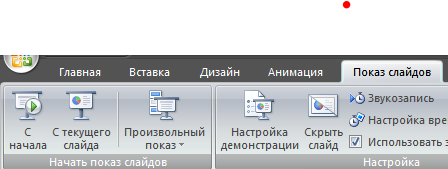 Главная Вставка Дизайн Анимация Показ слайдов
С начала
С текущего слайда
Произвольный показ
Настройка демонстрации
Скрыть слайд
Звукозапись
Настройка вре
Использовать з
Начать показ слайдов Настройка